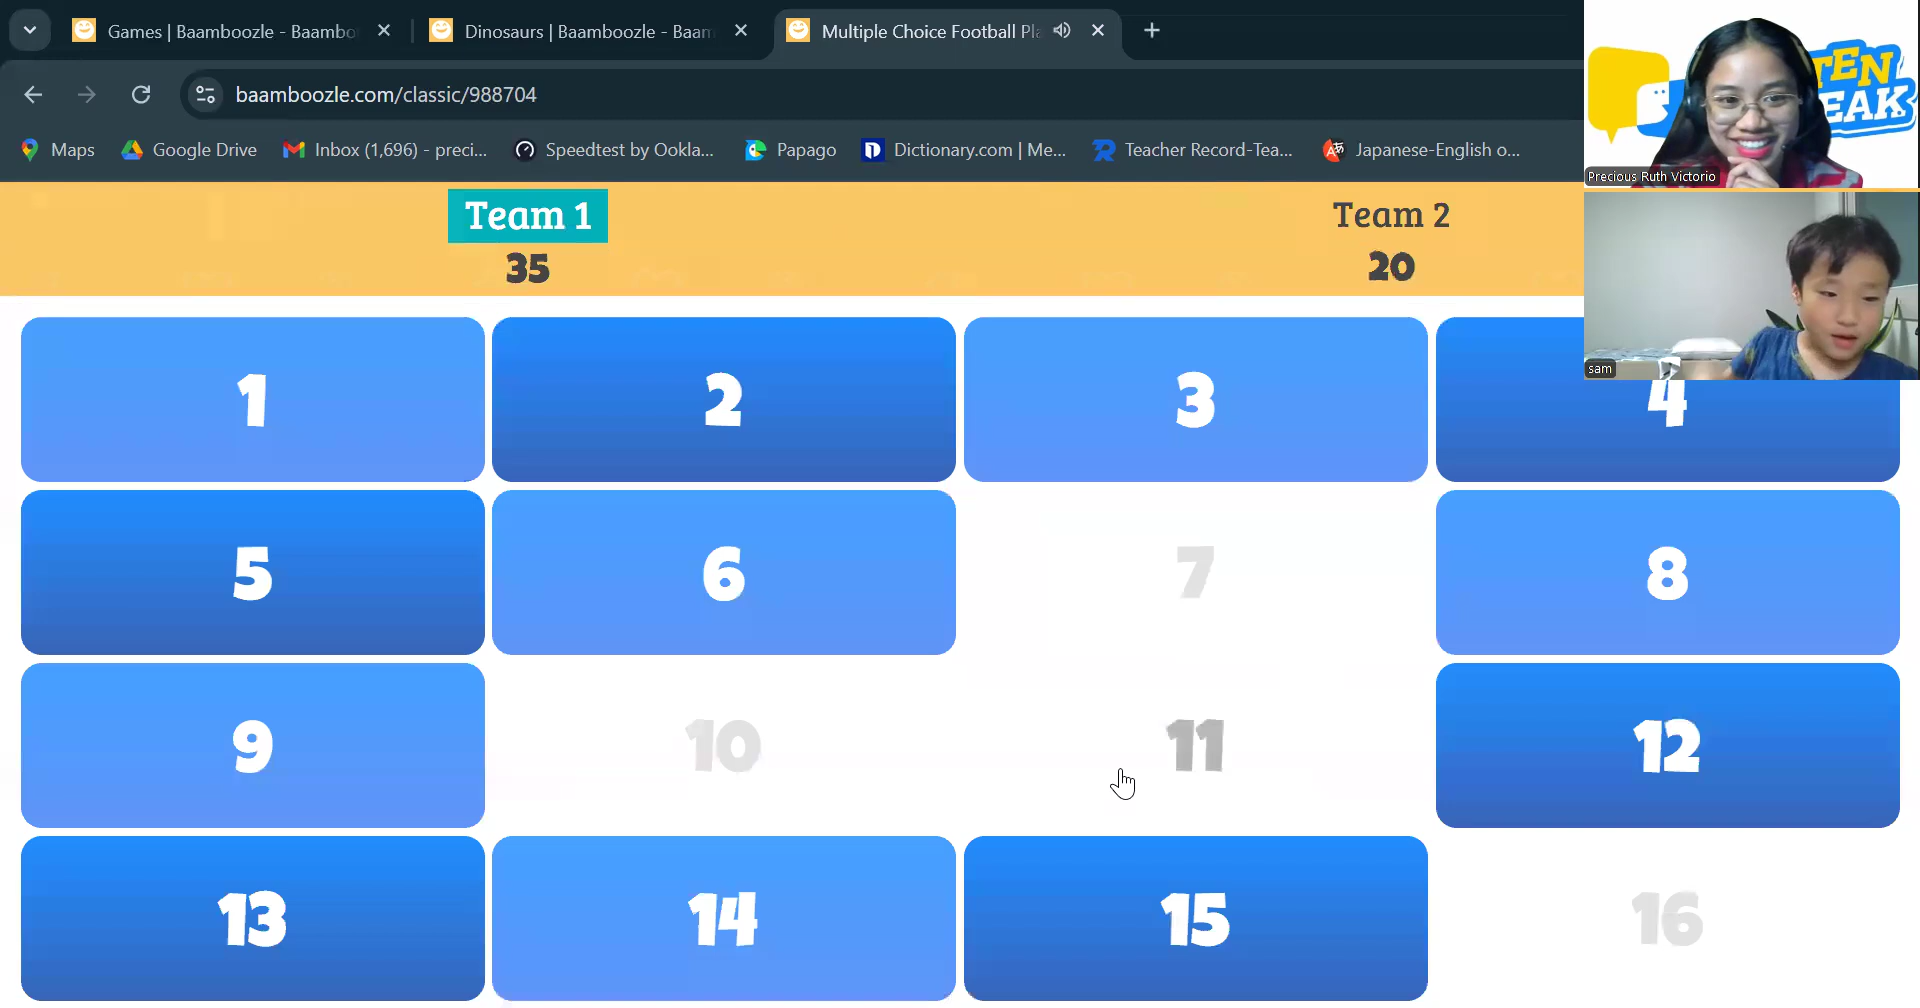 Games | Baamboozle - Baambo
Dinosaurs | Baamboozle - Baam
Multiple Choice Football Pla
baamboozle.com/classic/988704
Maps
Google Drive
Inbox (1,696) - preci...
Speedtest by Ookla...
Papago
Dictionary.com | Me...
Teacher Record-Tea...
Japanese-English o...
TEN
EAK
Precious Ruth Victorio
sam
Team 1
35
Team 2
20
1
2
3
4
5
6
7
8
9
10
11
12
13
14
15
16